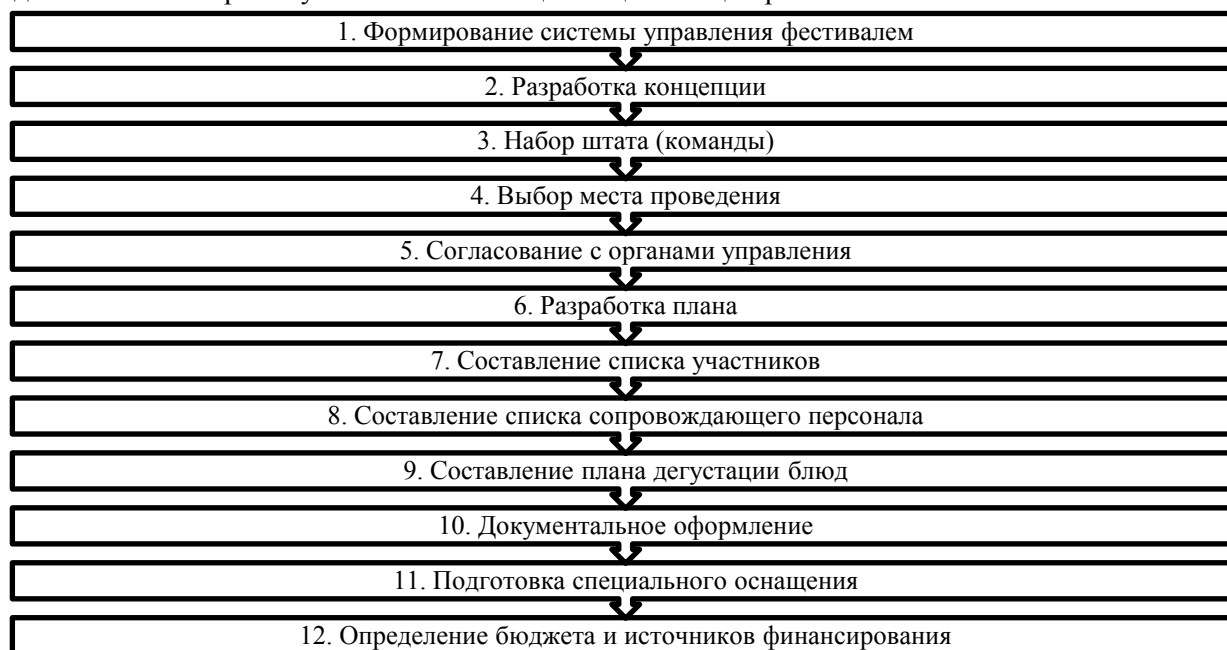 1. Формирование системы управления фестивалем
2. Разработка концепции
3. Набор штата (команды)
4. Выбор места проведения
5. Согласование с органами управления
6. Разработка плана
7. Составление списка участников
8. Составление списка сопровождающего персонала
9. Составление плана дегустации блюд
10. Документальное оформление
11. Подготовка специального оснащения
12. Определение бюджета и источников финансирования